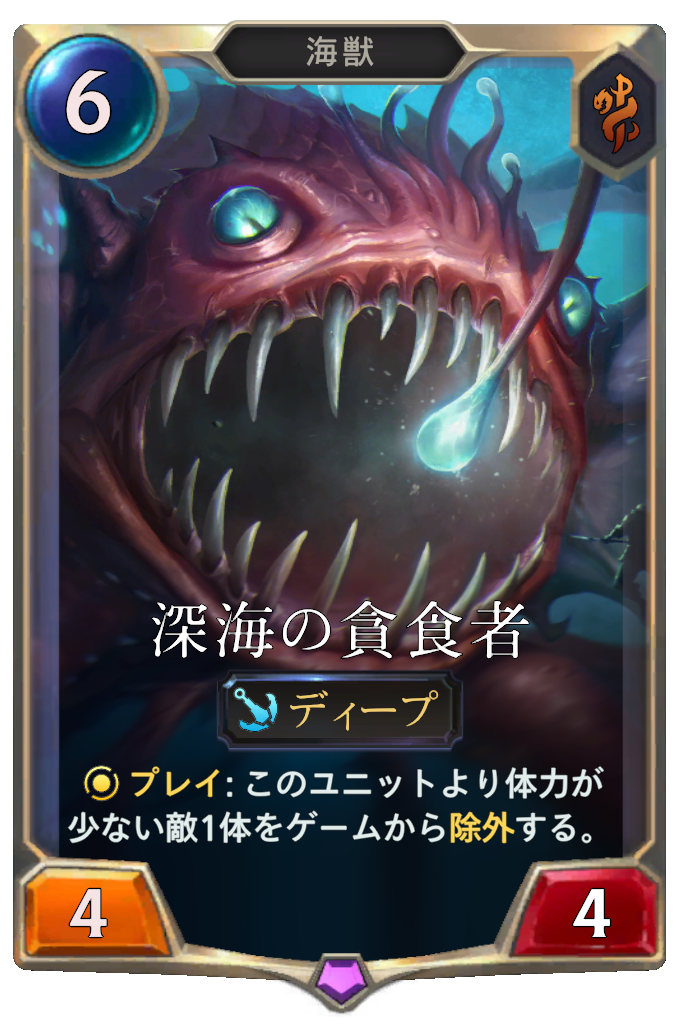 海獣
6
深海の貪食者
ディープ
プレイ: このユニットより体力が
少ない敵1体をゲームから除外する。
4
4